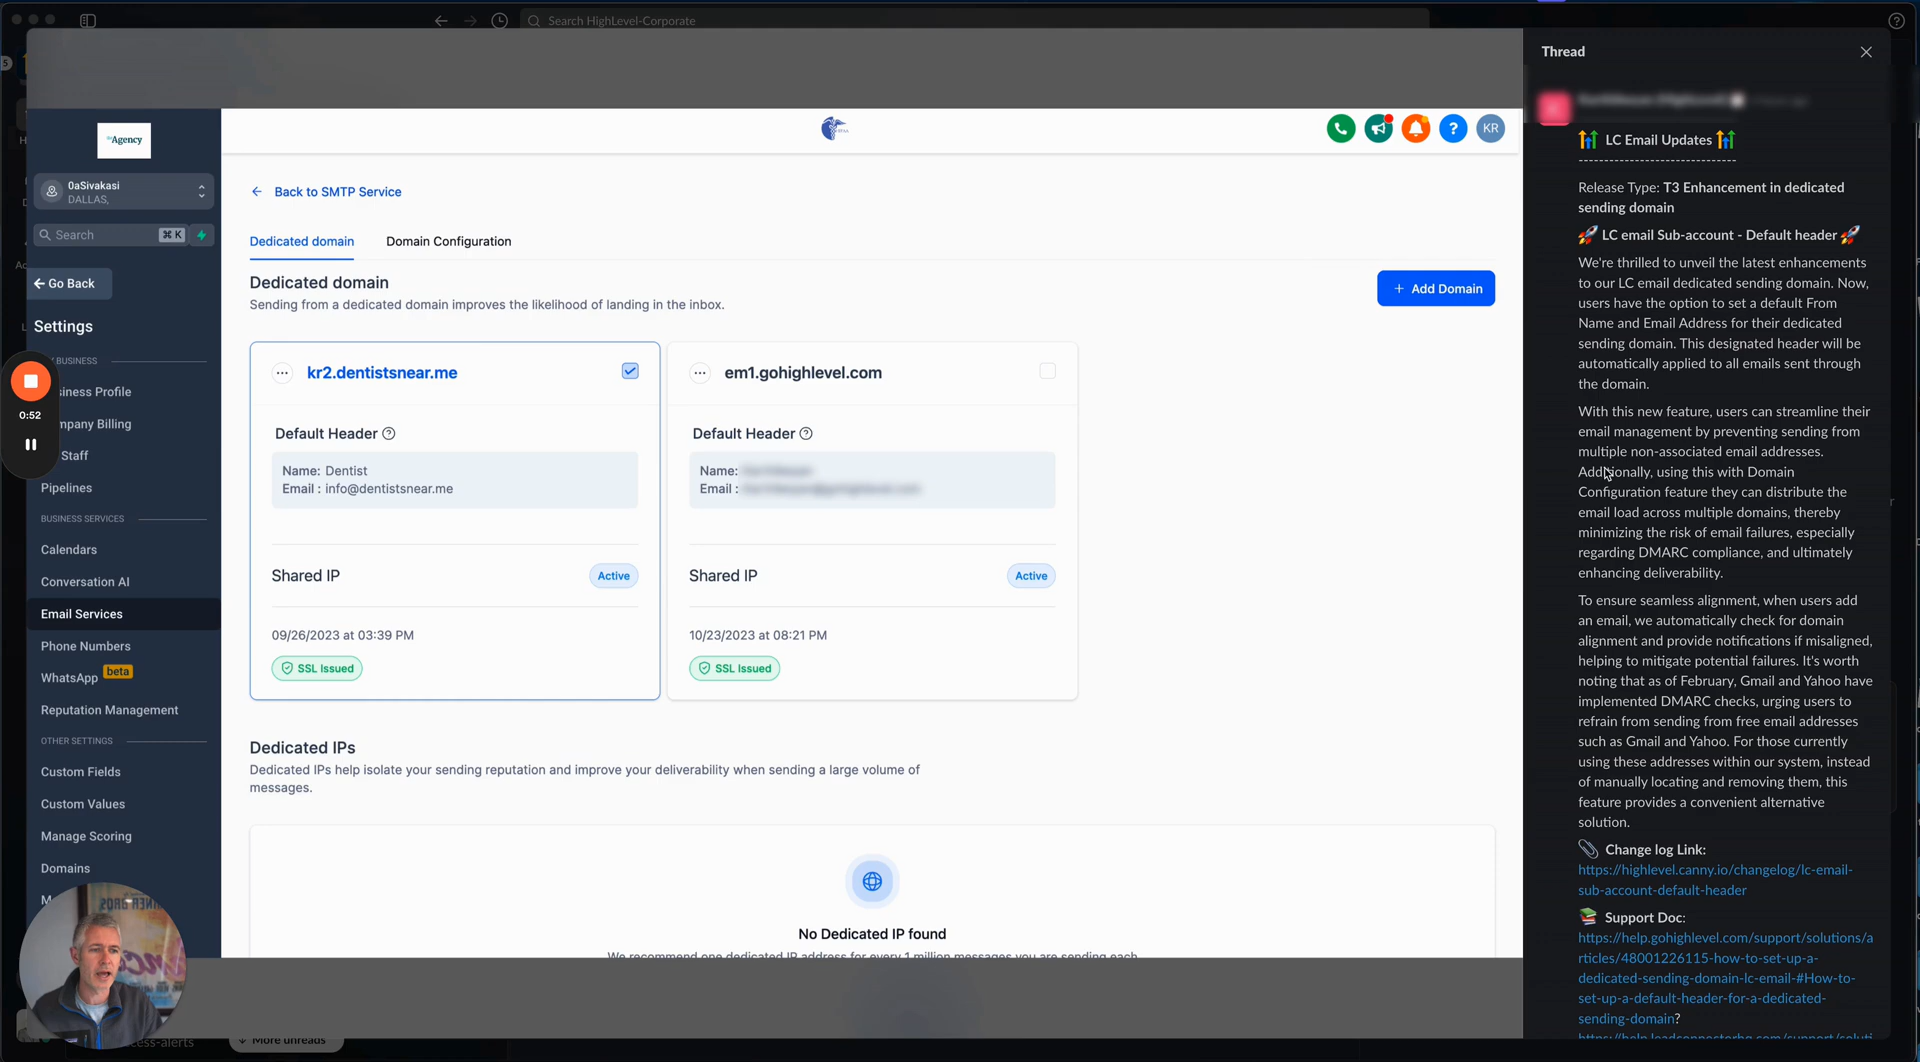 Search HighLevel-Corporate
Thread
LC Email Updates
-------------------------------
Release Type: T3 Enhancement in dedicated
sending domain
LC email Sub-account - Default header
We're thrilled to unveil the latest enhancements
to our LC email dedicated sending domain. Now,
users have the option to set a default From
Name and Email Address for their dedicated
sending domain. This designated header will be
automatically applied to all emails sent through
the domain.
With this new feature, users can streamline their
email management by preventing sending from
multiple non-associated email addresses.
Additionally, using this with Domain
Configuration feature they can distribute the
email load across multiple domains, thereby
minimizing the risk of email failures, especially
regarding DMARC compliance, and ultimately
enhancing deliverability.
To ensure seamless alignment, when users add
an email, we automatically check for domain
alignment and provide notifications if misaligned,
helping to mitigate potential failures. It's worth
noting that as of February, Gmail and Yahoo have
implemented DMARC checks, urging users to
refrain from sending from free email addresses
such as Gmail and Yahoo. For those currently
using these addresses within our system, instead
of manually locating and removing them, this
feature provides a convenient alternative
solution.
Change log Link:
https://highlevel.canny.io/changelog/lc-email-
sub-account-default-header
Support Doc:
https://help.gohighlevel.com/support/solutions/a
rticles/48001226115-how-to-set-up-a-
dedicated-sending-domain-lc-email-#How-to-
set-up-a-default-header-for-a-dedicated-
sending-domain?
Agency
0aSivakasi
DALLAS,
Search ⌘ K
Go Back
Settings
BUSINESS
siness Profile
mpany Billing
Staff
Pipelines
BUSINESS SERVICES
Calendars
Conversation AI
Email Services
Phone Numbers
WhatsApp beta
Reputation Management
OTHER SETTINGS
Custom Fields
Custom Values
Manage Scoring
Domains
0:52
KR
Back to SMTP Service
Dedicated domain
Domain Configuration
Dedicated domain
Sending from a dedicated domain improves the likelihood of landing in the inbox.
+ Add Domain
kr2.dentistsnear.me
Default Header
Name: Dentist
Email : info@dentistsnear.me
Shared IP Active
09/26/2023 at 03:39 PM
SSL Issued
em1.gohighlevel.com
Default Header
Name:
Email :
Shared IP Active
10/23/2023 at 08:21 PM
SSL Issued
Dedicated IPs
Dedicated IPs help isolate your sending reputation and improve your deliverability when sending a large volume of
messages.
No Dedicated IP found
We recommend one dedicated IP address for every 1 million messages you are sending each
More unreads